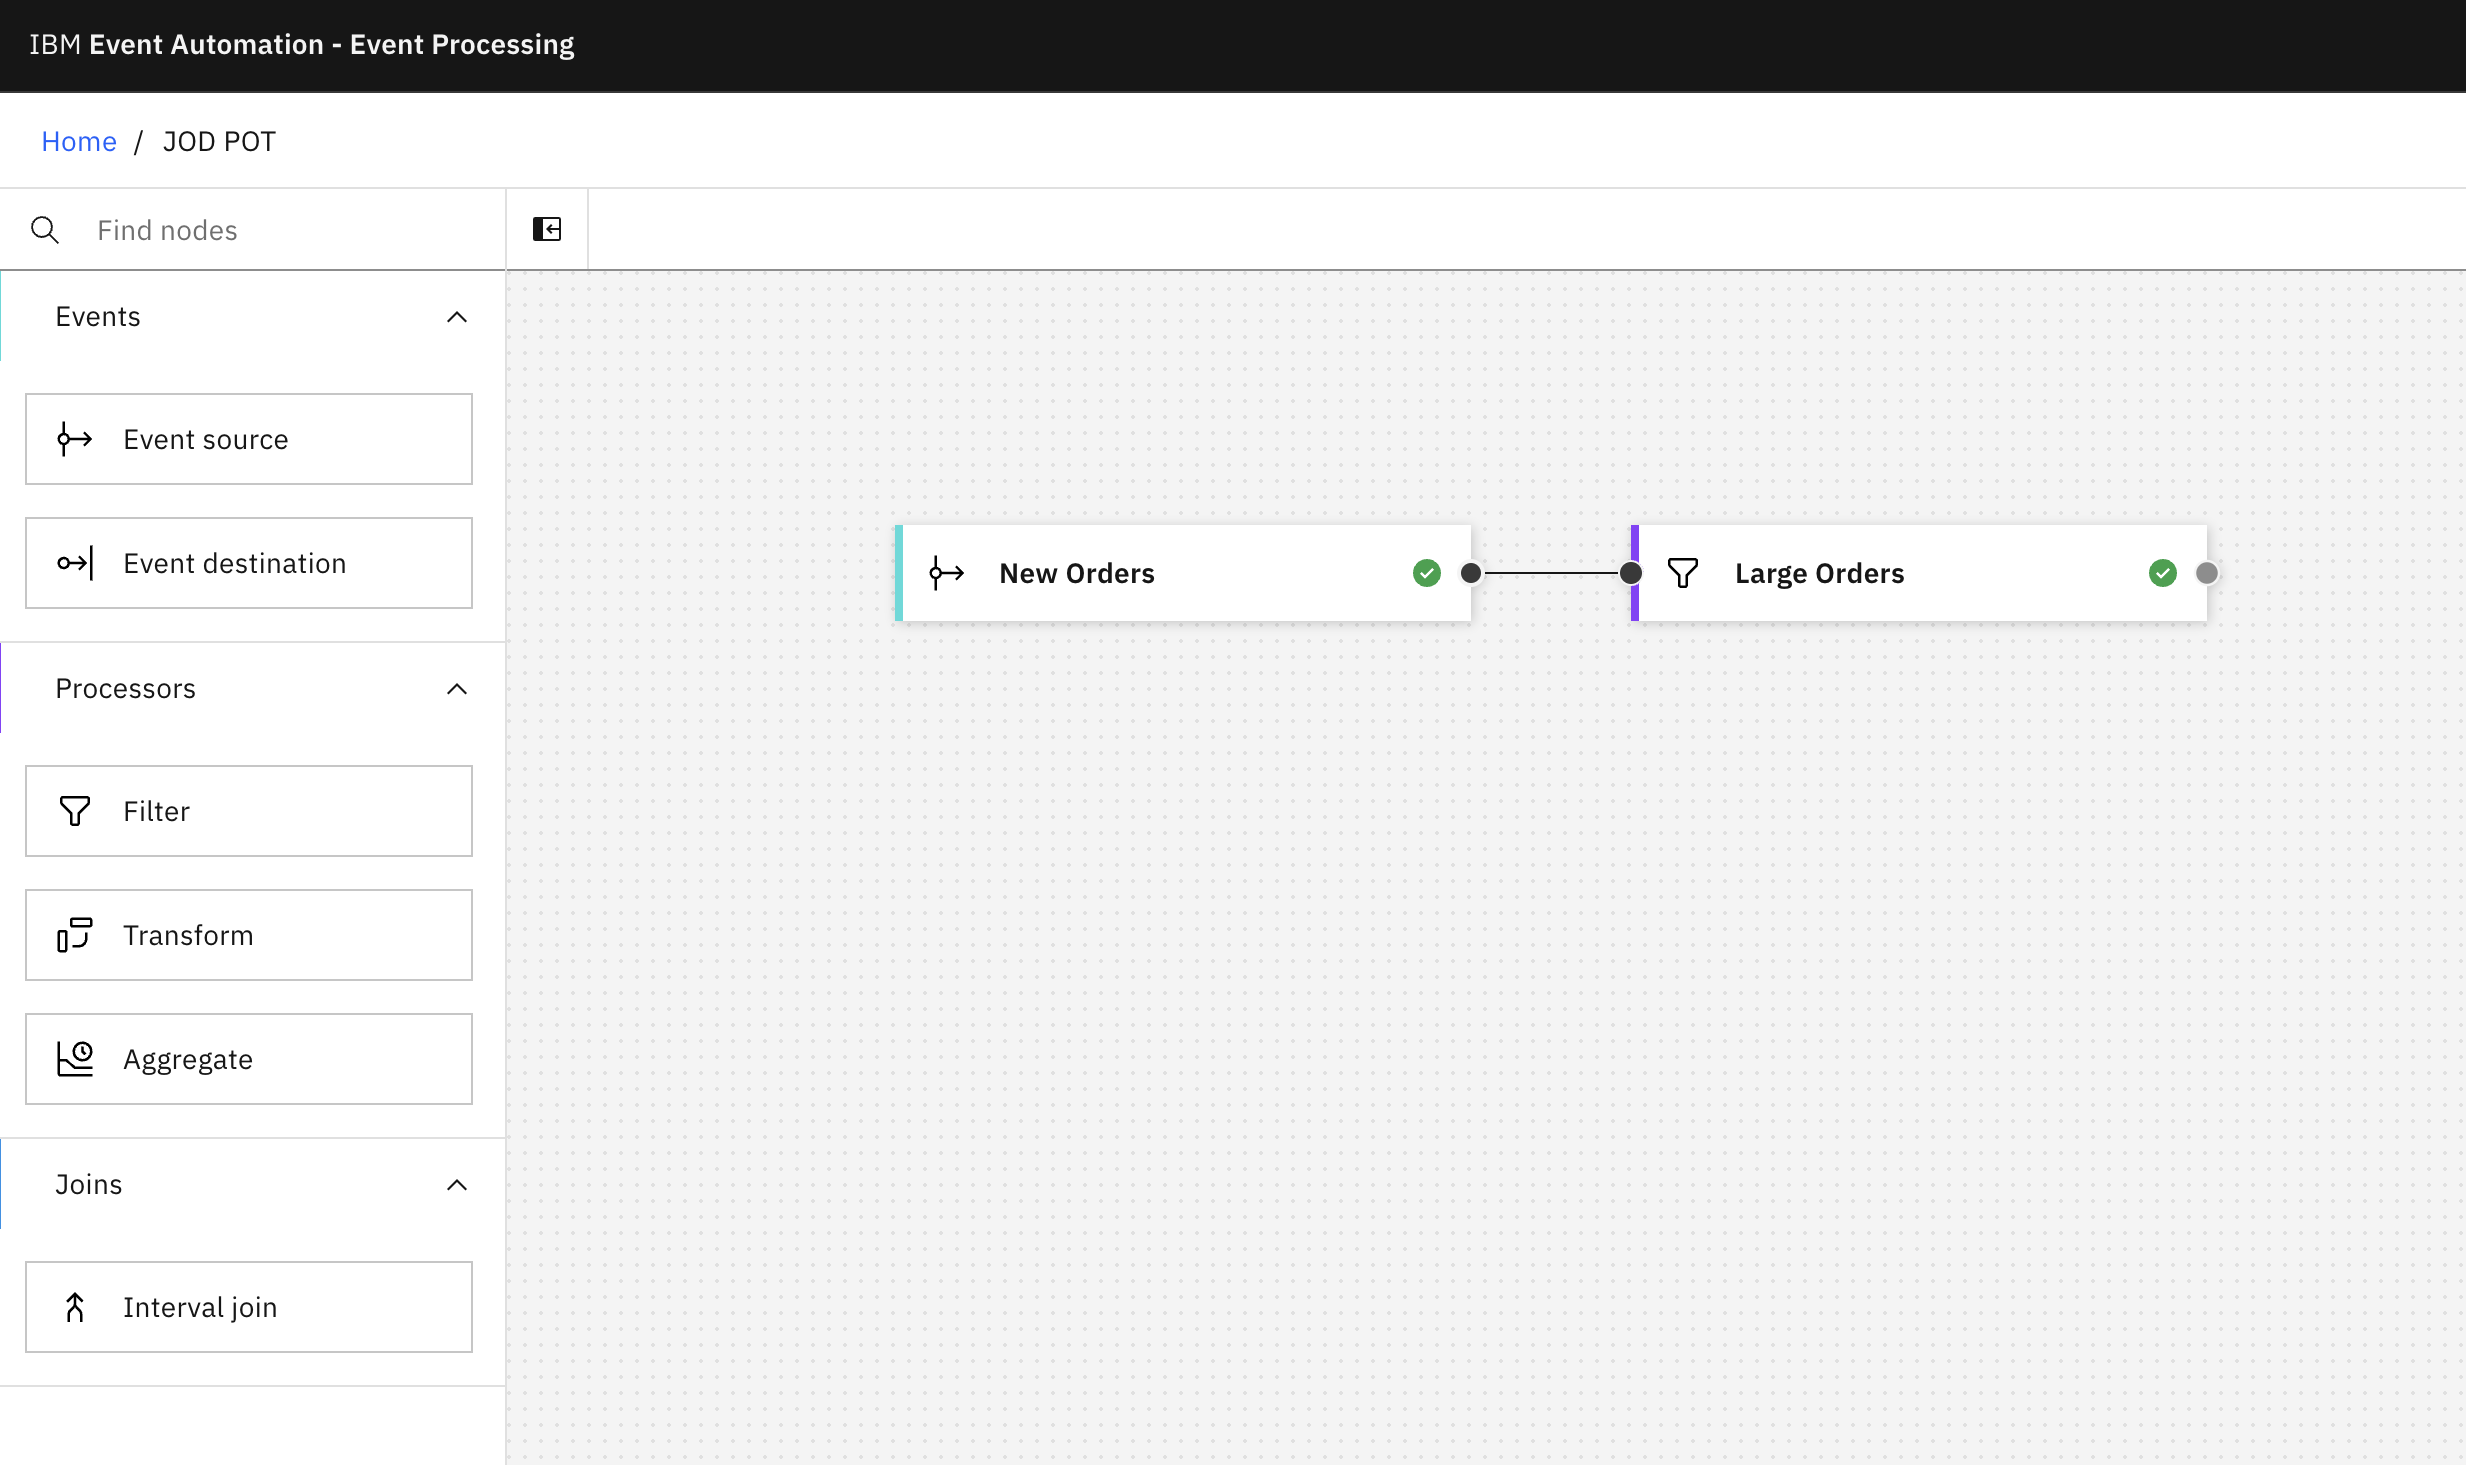 IBM Event Automation - Event Processing
Home / JOD POT
Find nodes
Events
Event source
Event destination
Processors
Filter
Transform
Aggregate
Joins
Interval join
New Orders
Large Orders